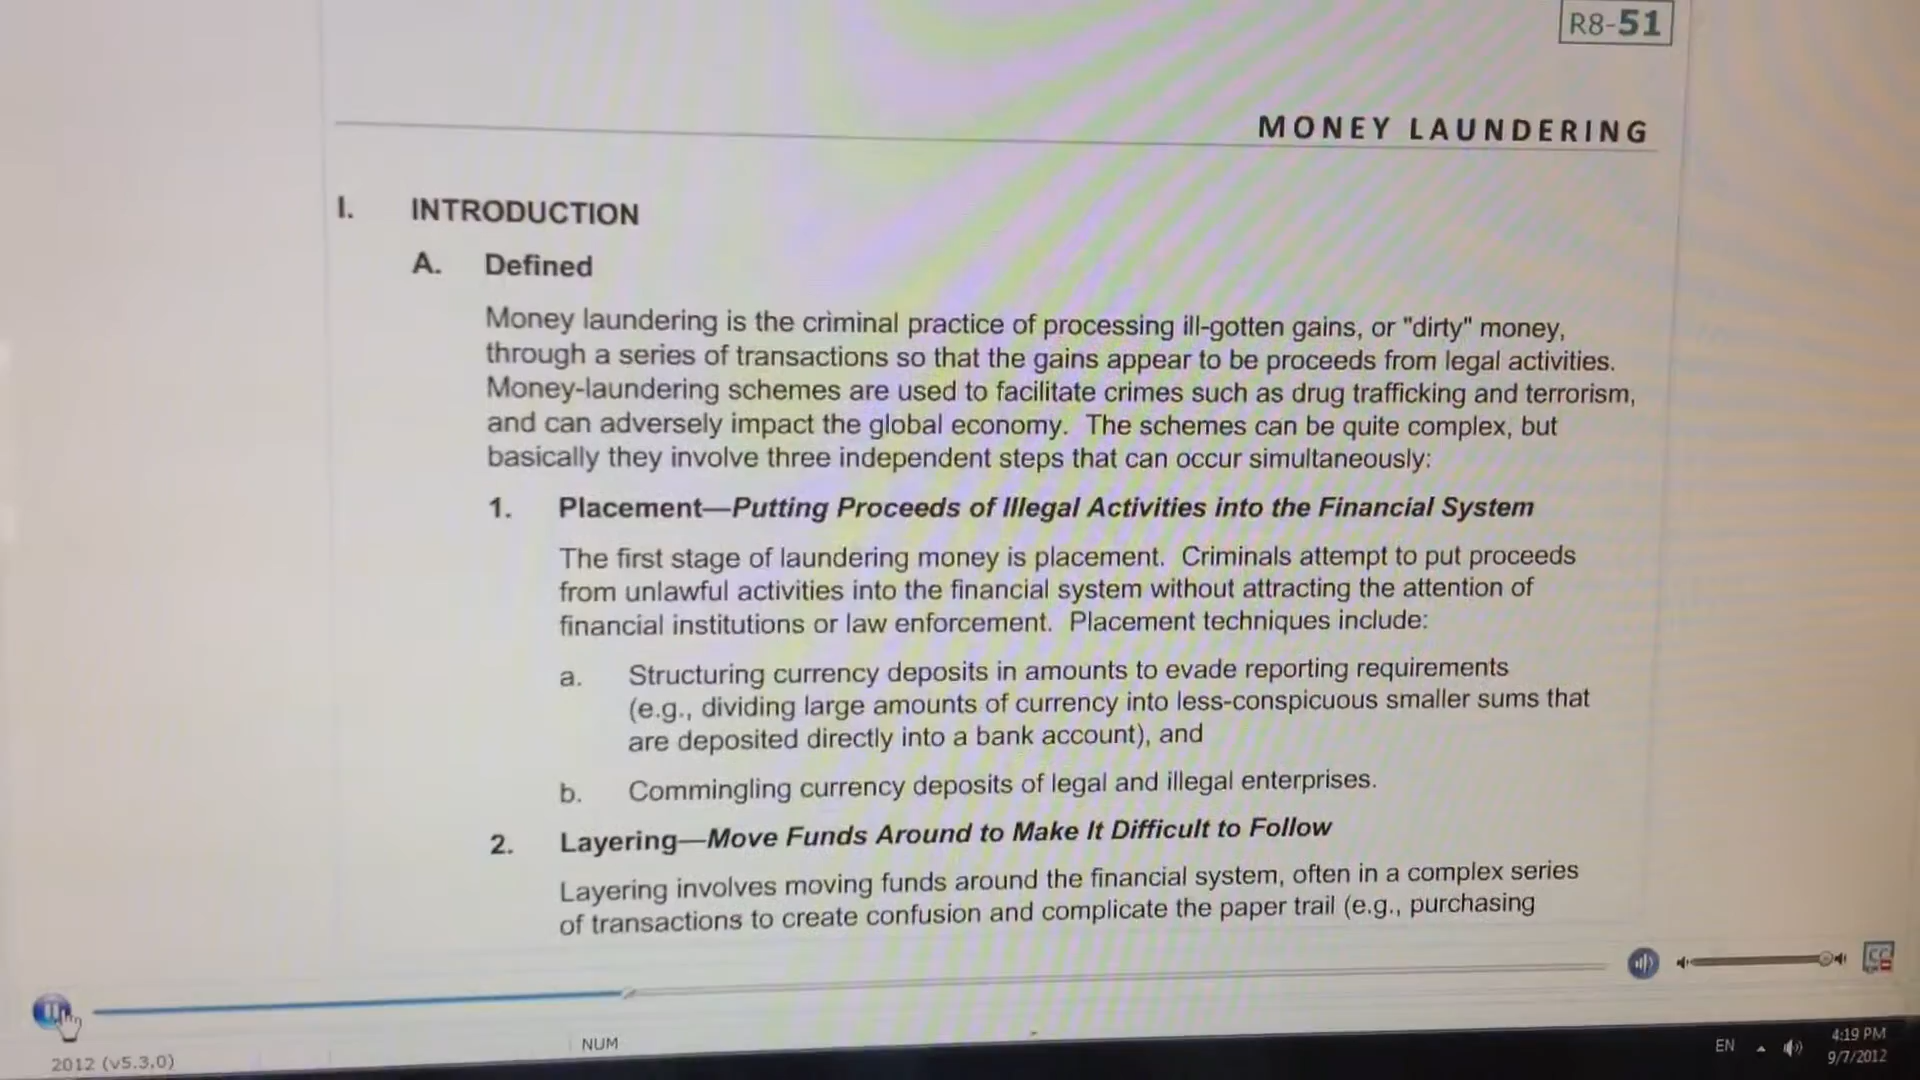 R8-51
MONEY LAUNDERING
I. INTRODUCTION
A. Defined
Money laundering is the criminal practice of processing ill-gotten gains, or "dirty" money,
through a series of transactions so that the gains appear to be proceeds from legal activities.
Money-laundering schemes are used to facilitate crimes such as drug trafficking and terrorism,
and can adversely impact the global economy. The schemes can be quite complex, but
basically they involve three independent steps that can occur simultaneously:
1. Placement—Putting Proceeds of Illegal Activities into the Financial System
The first stage of laundering money is placement. Criminals attempt to put proceeds
from unlawful activities into the financial system without attracting the attention of
financial institutions or law enforcement. Placement techniques include:
a. Structuring currency deposits in amounts to evade reporting requirements
(e.g., dividing large amounts of currency into less-conspicuous smaller sums that
are deposited directly into a bank account), and
b. Commingling currency deposits of legal and illegal enterprises.
2. Layering—Move Funds Around to Make It Difficult to Follow
Layering involves moving funds around the financial system, often in a complex series
of transactions to create confusion and complicate the paper trail (e.g., purchasing
CC
NUM
2012 (v5.3.0)
EN
4:19 PM
9/7/2012